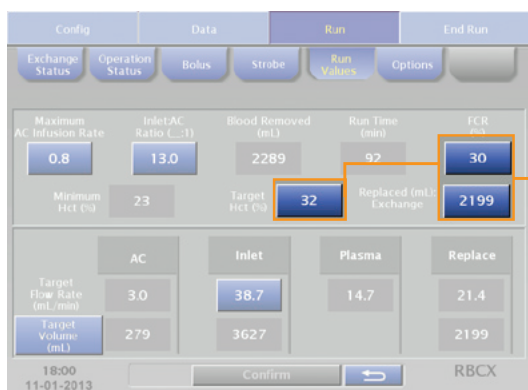 Config Data Run End Run
Exchange Status Operation Status Bolus Strobe Run Values Options
Maximum AC Infusion Rate Inlet:AC Ratio (_:1) Blood Removed (mL) Run Time (min) FCR (%)
0.8 13.0 2289 92 30
Minimum Hct (%) 23 Target Hct (%) 32 Replaced (mL): Exchange 2199
AC Inlet Plasma Replace
Target Flow Rate (mL/min) 3.0 38.7 14.7 21.4
Target Volume (mL) 279 3627 2199
18:00 Confirm RBCX
11-01-2013